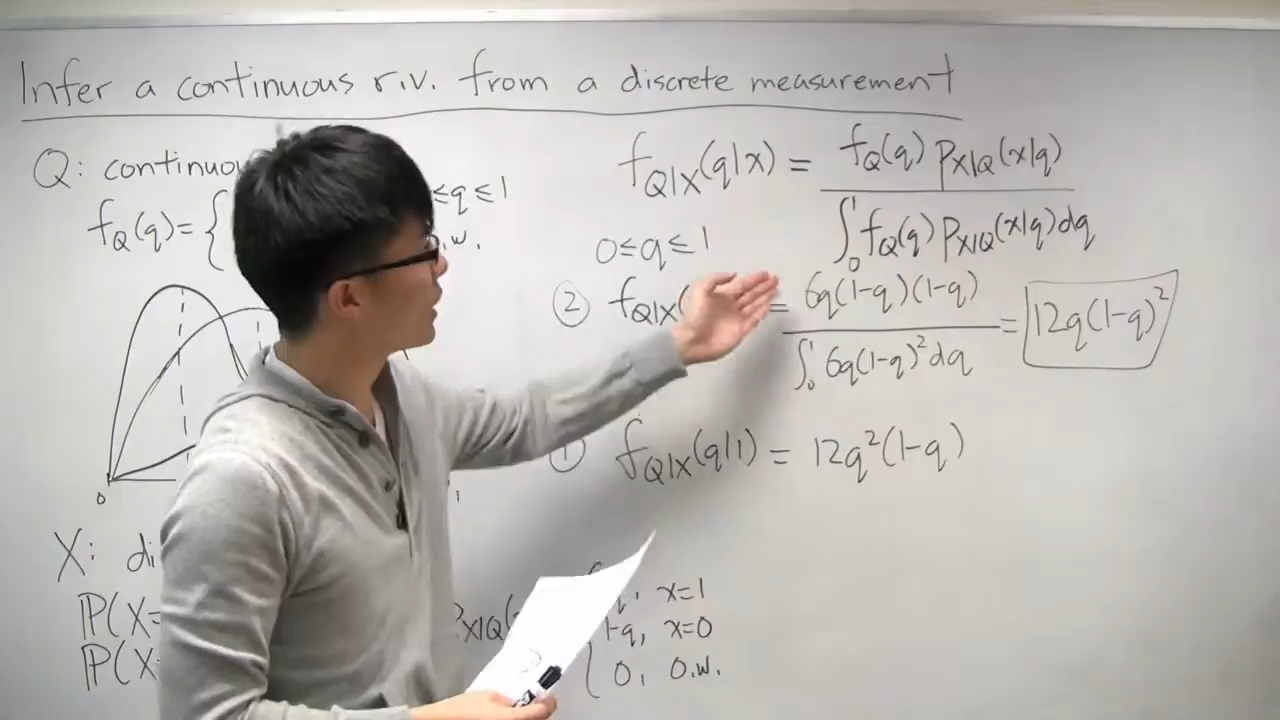 Infer a continuous r.v. from a discrete measurement
Q: continuou
f_Q(q) = { ≤q≤1
o.w.
0
X: di
P(X=
P(X=
P_X|Q( q, x=1
1-q, x=0
0, o.w.
f_Q|X(q|x) = f_Q(q) p_X|Q(x|q) / ∫₀¹ f_Q(q) p_X|Q(x|q) dq
0≤q≤1
② f_Q|X( = 6q(1-q)(1-q) / ∫₀¹ 6q(1-q)² dq = 12q(1-q)²
① f_Q|X(q|1) = 12q²(1-q)